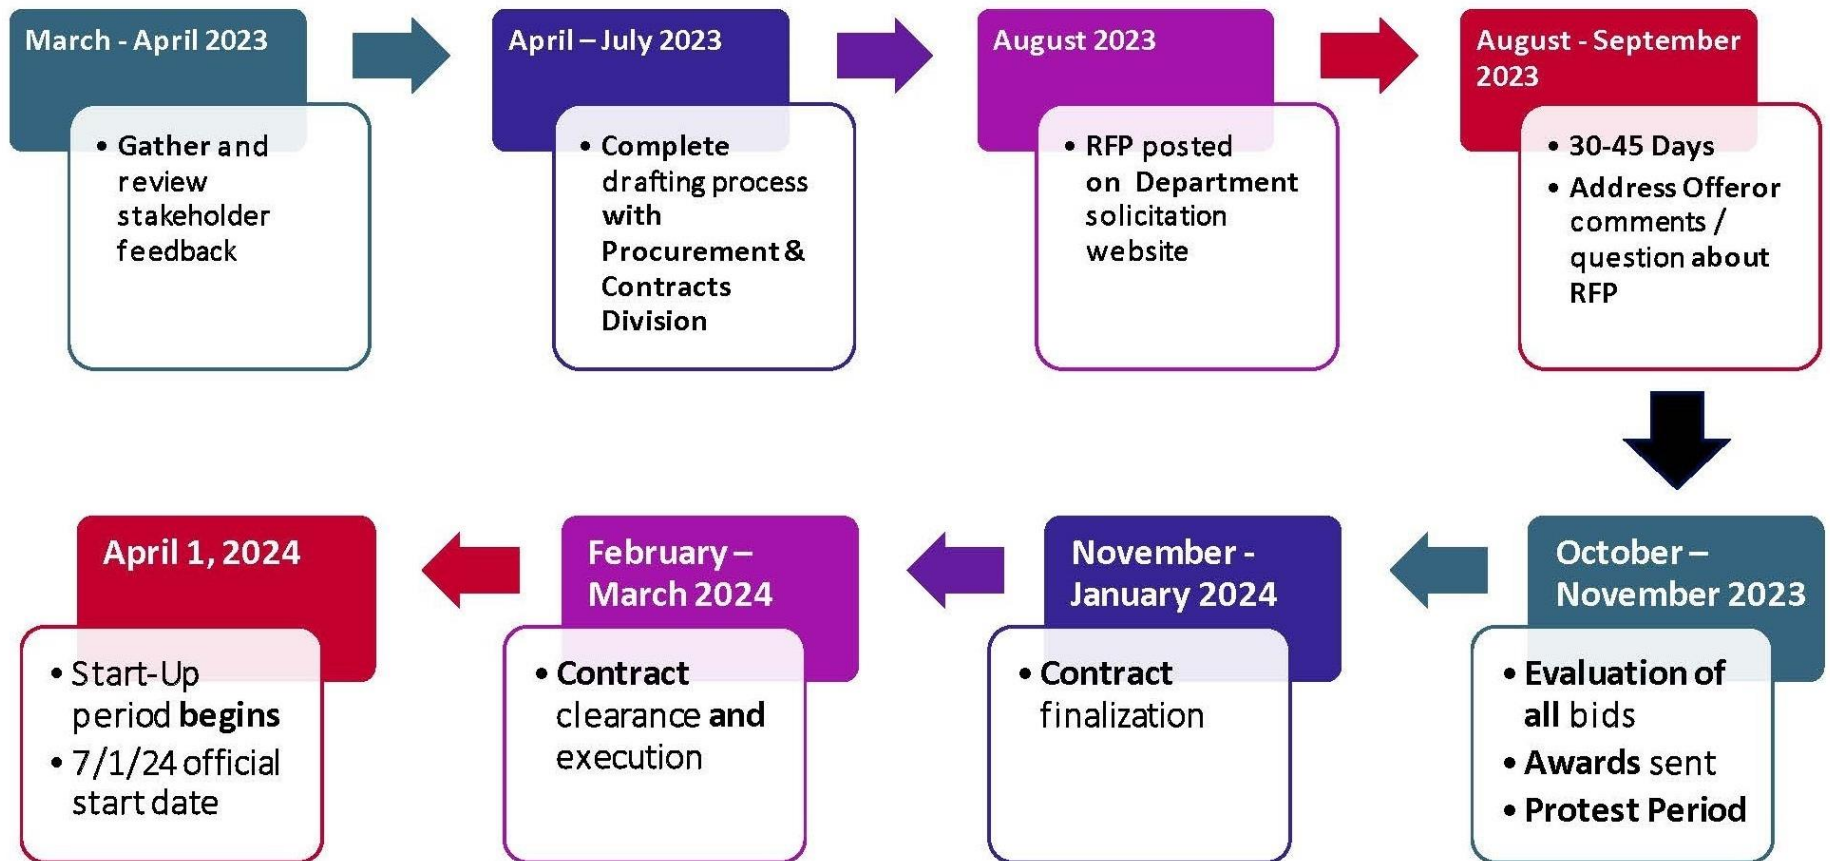 March - April 2023
• Gather and
review
stakeholder
feedback
April – July 2023
• Complete
drafting process
with
Procurement &
Contracts
Division
August 2023
• RFP posted
on Department
solicitation
website
August - September
2023
• 30-45 Days
• Address Offeror
comments /
question about
RFP
October –
November 2023
• Evaluation of
all bids
• Awards sent
• Protest Period
November -
January 2024
• Contract
finalization
February –
March 2024
• Contract
clearance and
execution
April 1, 2024
• Start-Up
period begins
• 7/1/24 official
start date